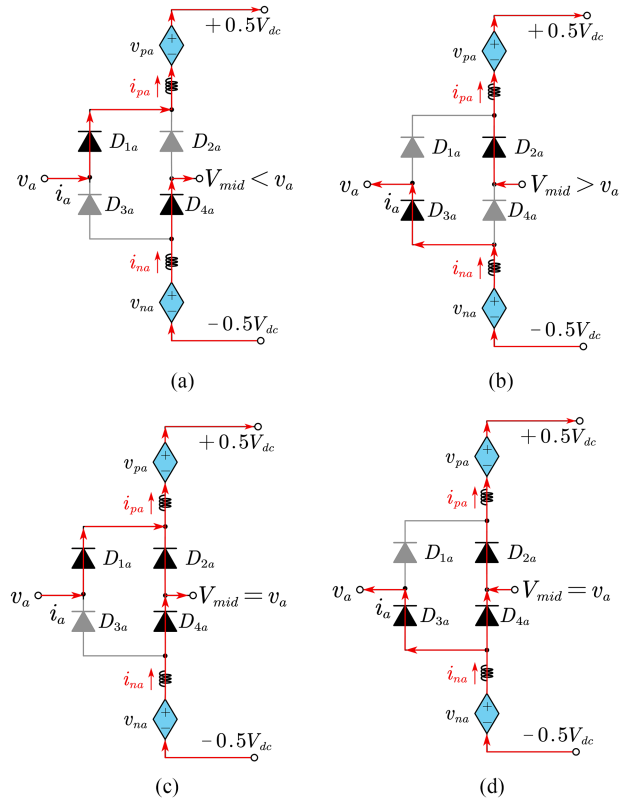 +0.5V_dc
v_pa
i_pa
D_1a
D_2a
v_a
i_a
V_mid < v_a
D_3a
D_4a
i_na
v_na
−0.5V_dc
(a)
+0.5V_dc
v_pa
i_pa
D_1a
D_2a
v_a
i_a
V_mid > v_a
D_3a
D_4a
i_na
v_na
−0.5V_dc
(b)
+0.5V_dc
v_pa
i_pa
D_1a
D_2a
v_a
i_a
V_mid = v_a
D_3a
D_4a
i_na
v_na
−0.5V_dc
(c)
+0.5V_dc
v_pa
i_pa
D_1a
D_2a
v_a
i_a
V_mid = v_a
D_3a
D_4a
i_na
v_na
−0.5V_dc
(d)